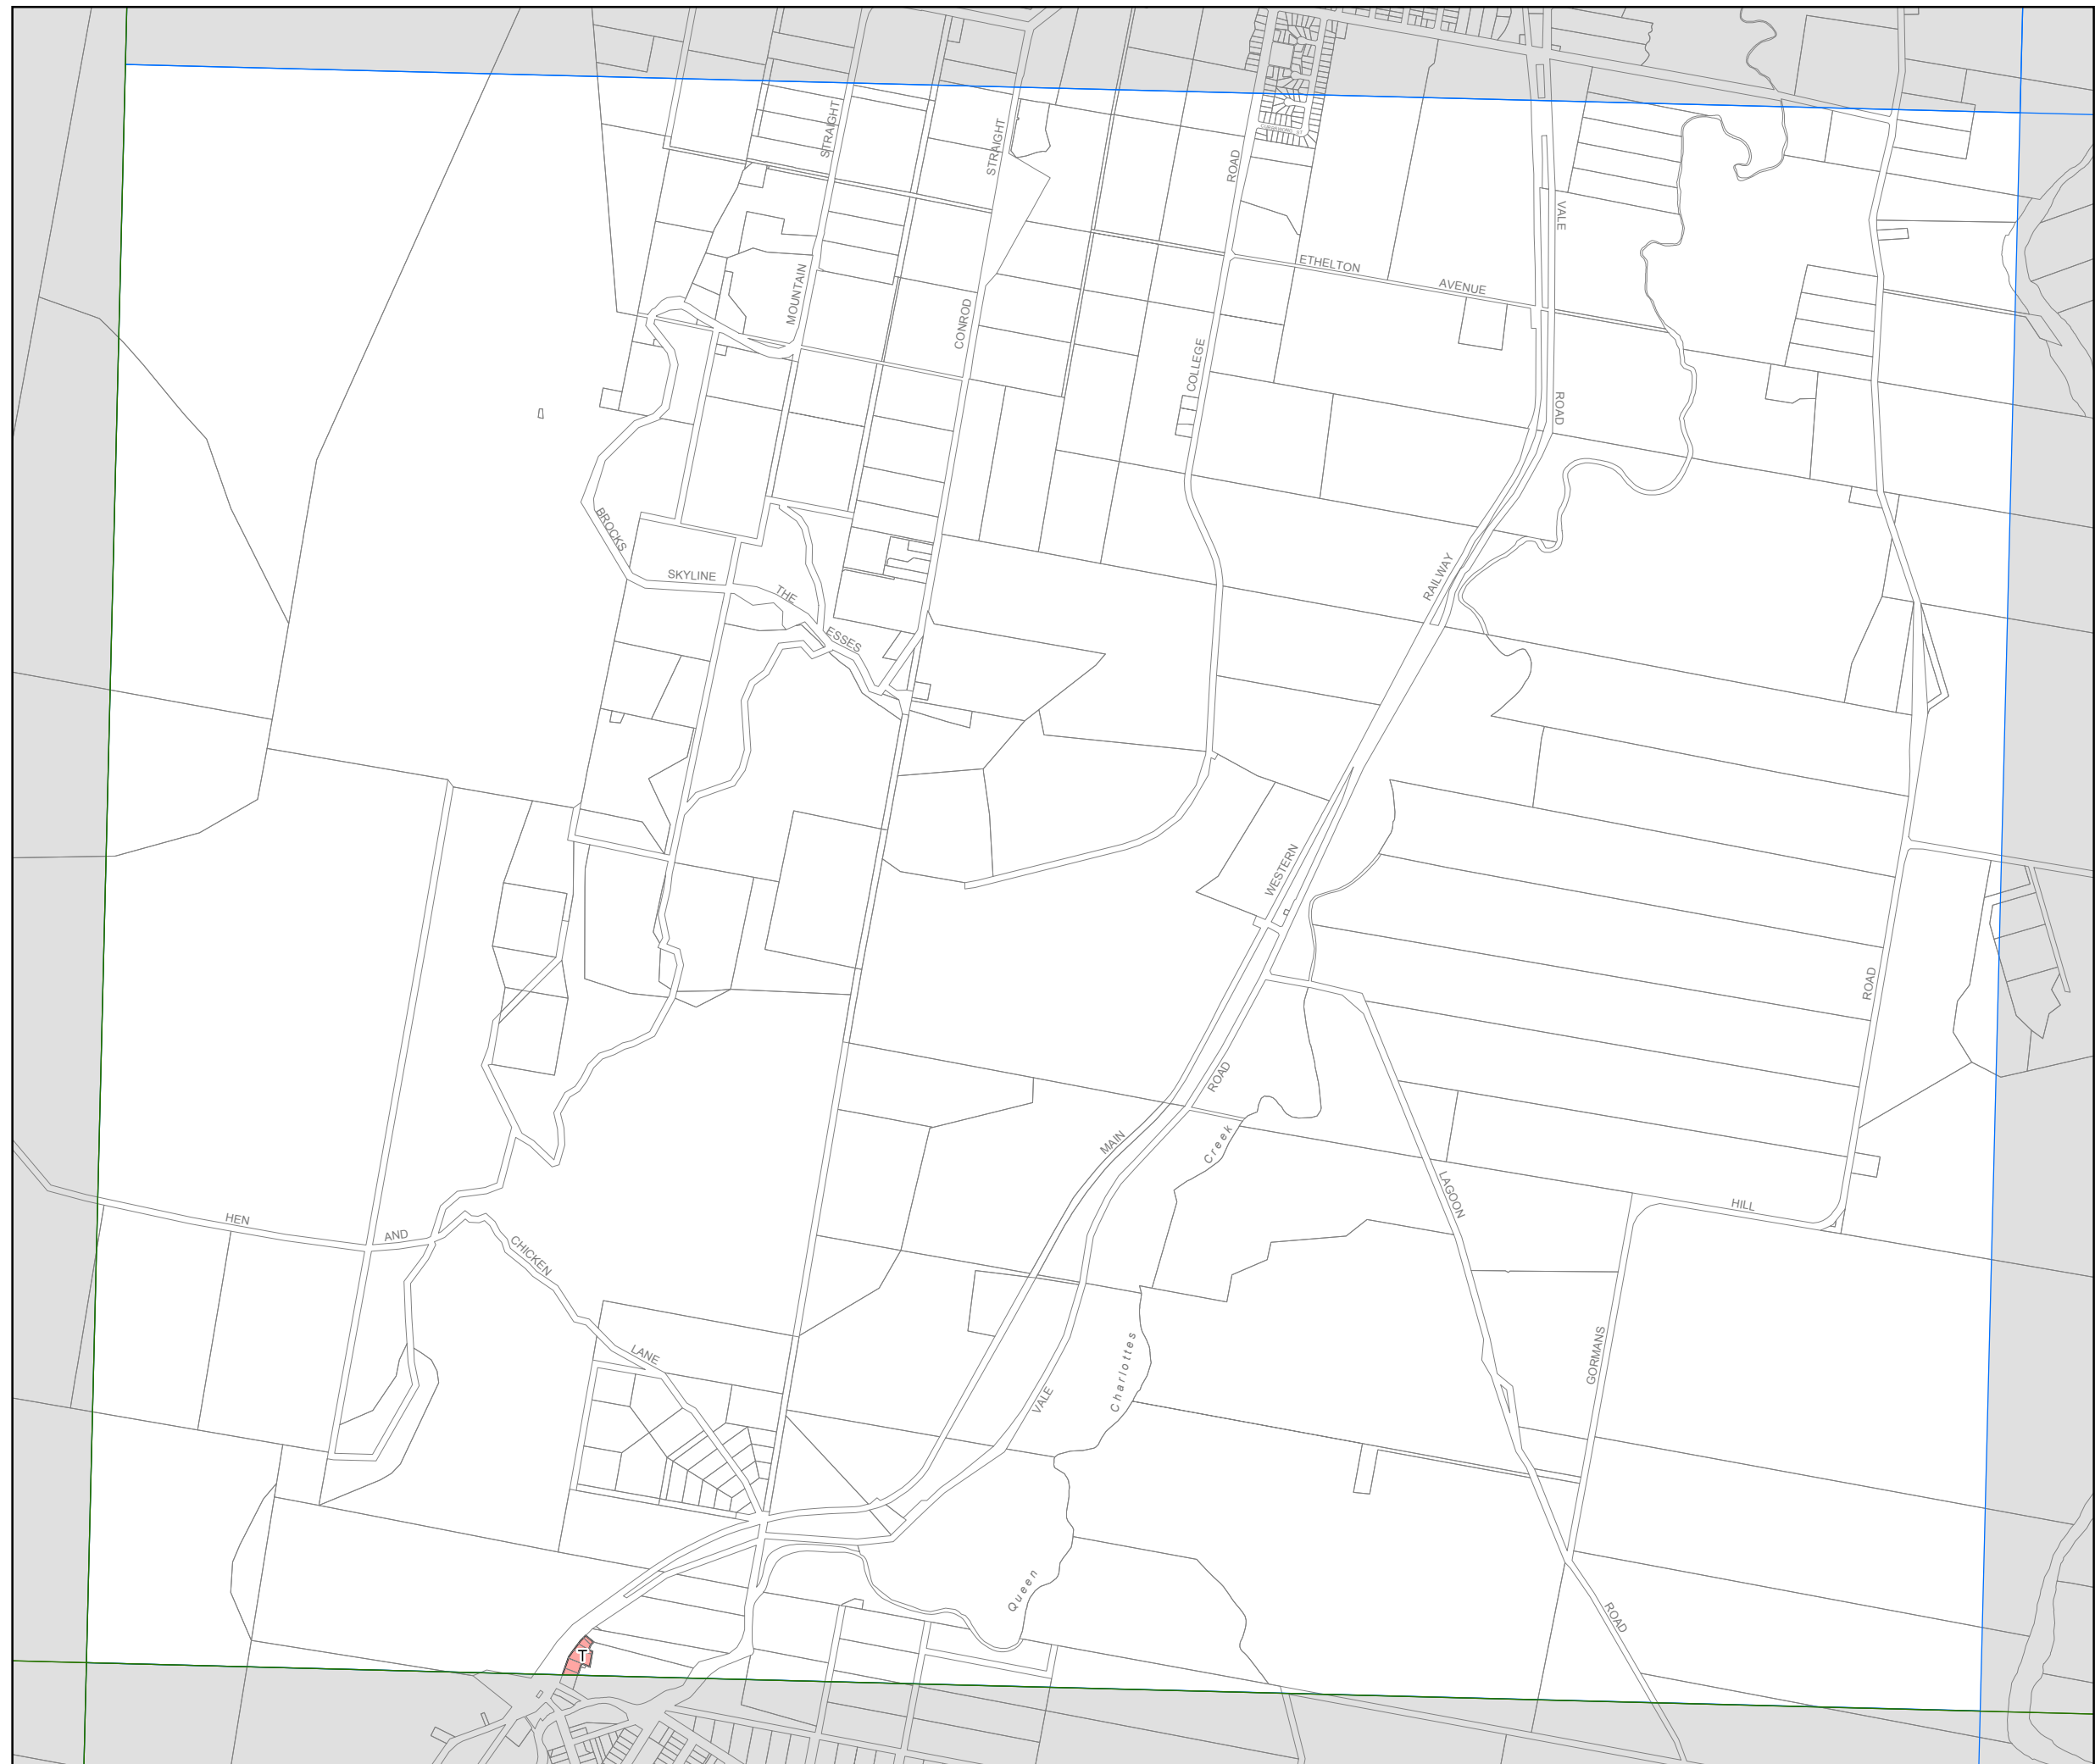 STRAIGHT
STRAIGHT
ROAD
VALE
ETHELTON
AVENUE
MOUNTAIN
CONROD
COLLEGE
ROAD
BROCKS
SKYLINE
THE
ESSES
RAILWAY
WESTERN
ROAD
ROAD
MAIN
Creek
LAGOON
HILL
HEN
AND
CHICKEN
LANE
GORMANS
Charlottes
VALE
Queen
ROAD
T